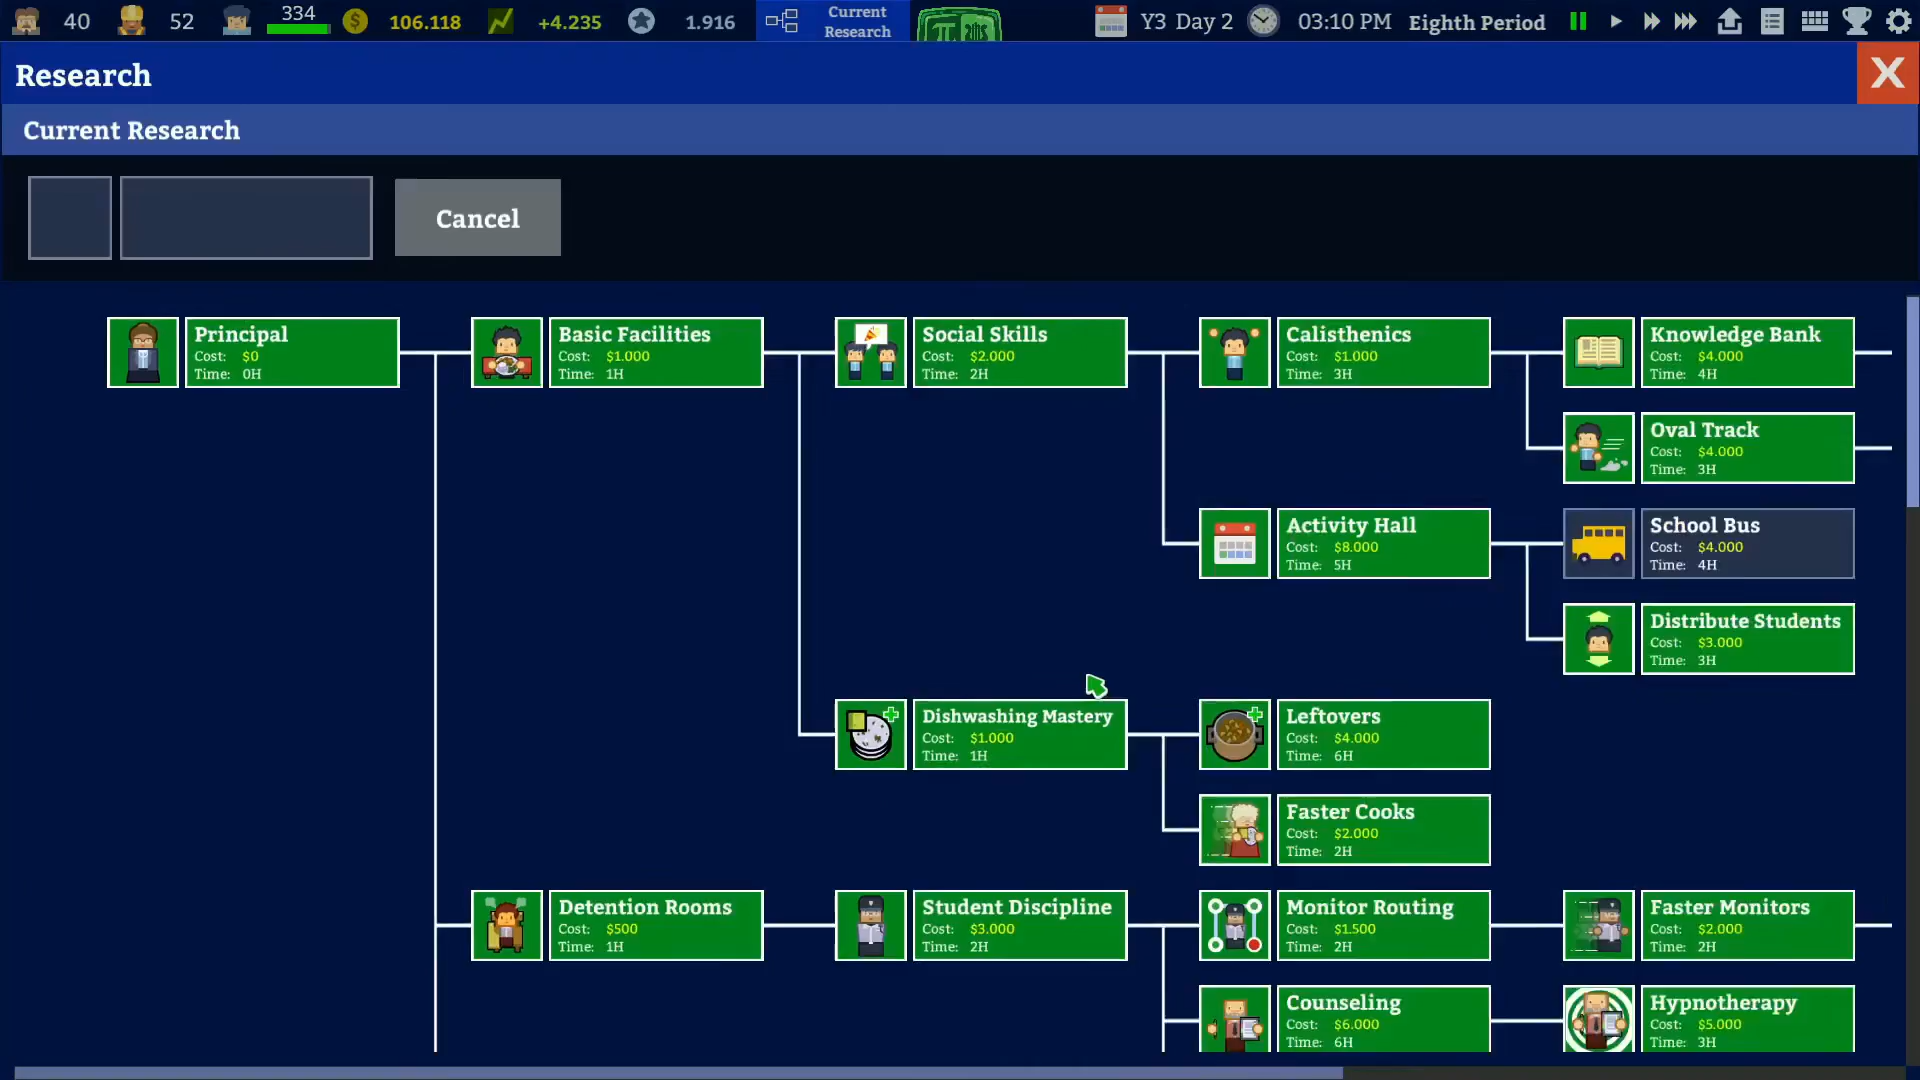 40 52 334 106.118 +4.235 1.916 Current Research Y3 Day 2 03:10 PM Eighth Period
Research X
Current Research
Cancel
Principal
Cost: $0
Time: 0H
Basic Facilities
Cost: $1.000
Time: 1H
Social Skills
Cost: $2.000
Time: 2H
Calisthenics
Cost: $1.000
Time: 3H
Knowledge Bank
Cost: $4.000
Time: 4H
Oval Track
Cost: $4.000
Time: 3H
Activity Hall
Cost: $8.000
Time: 5H
School Bus
Cost: $4.000
Time: 4H
Distribute Students
Cost: $3.000
Time: 3H
Dishwashing Mastery
Cost: $1.000
Time: 1H
Leftovers
Cost: $4.000
Time: 6H
Faster Cooks
Cost: $2.000
Time: 2H
Detention Rooms
Cost: $500
Time: 1H
Student Discipline
Cost: $3.000
Time: 2H
Monitor Routing
Cost: $1.500
Time: 2H
Faster Monitors
Cost: $2.000
Time: 2H
Counseling
Cost: $6.000
Time: 6H
Hypnotherapy
Cost: $5.000
Time: 3H